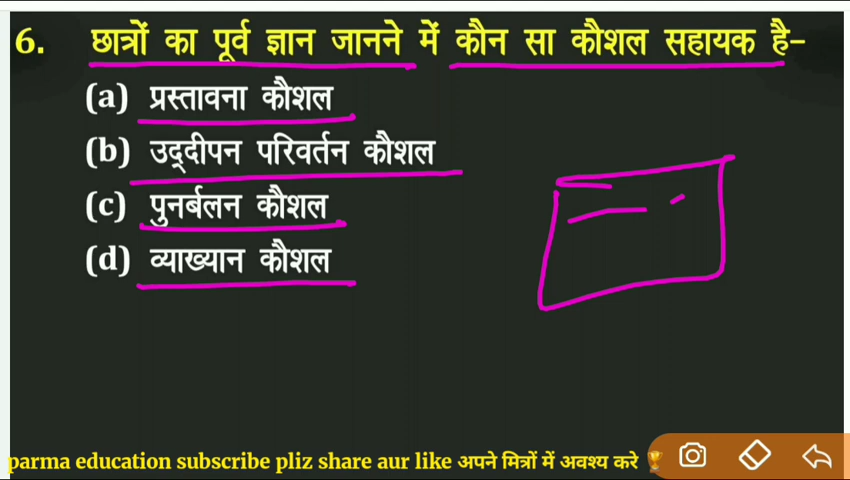 6. छात्रों का पूर्व ज्ञान जानने में कौन सा कौशल सहायक है-
(a) प्रस्तावना कौशल
(b) उद्दीपन परिवर्तन कौशल
(c) पुनर्बलन कौशल
(d) व्याख्यान कौशल
parma education subscribe pliz share aur like अपने मित्रों में अवश्य करे 🏆